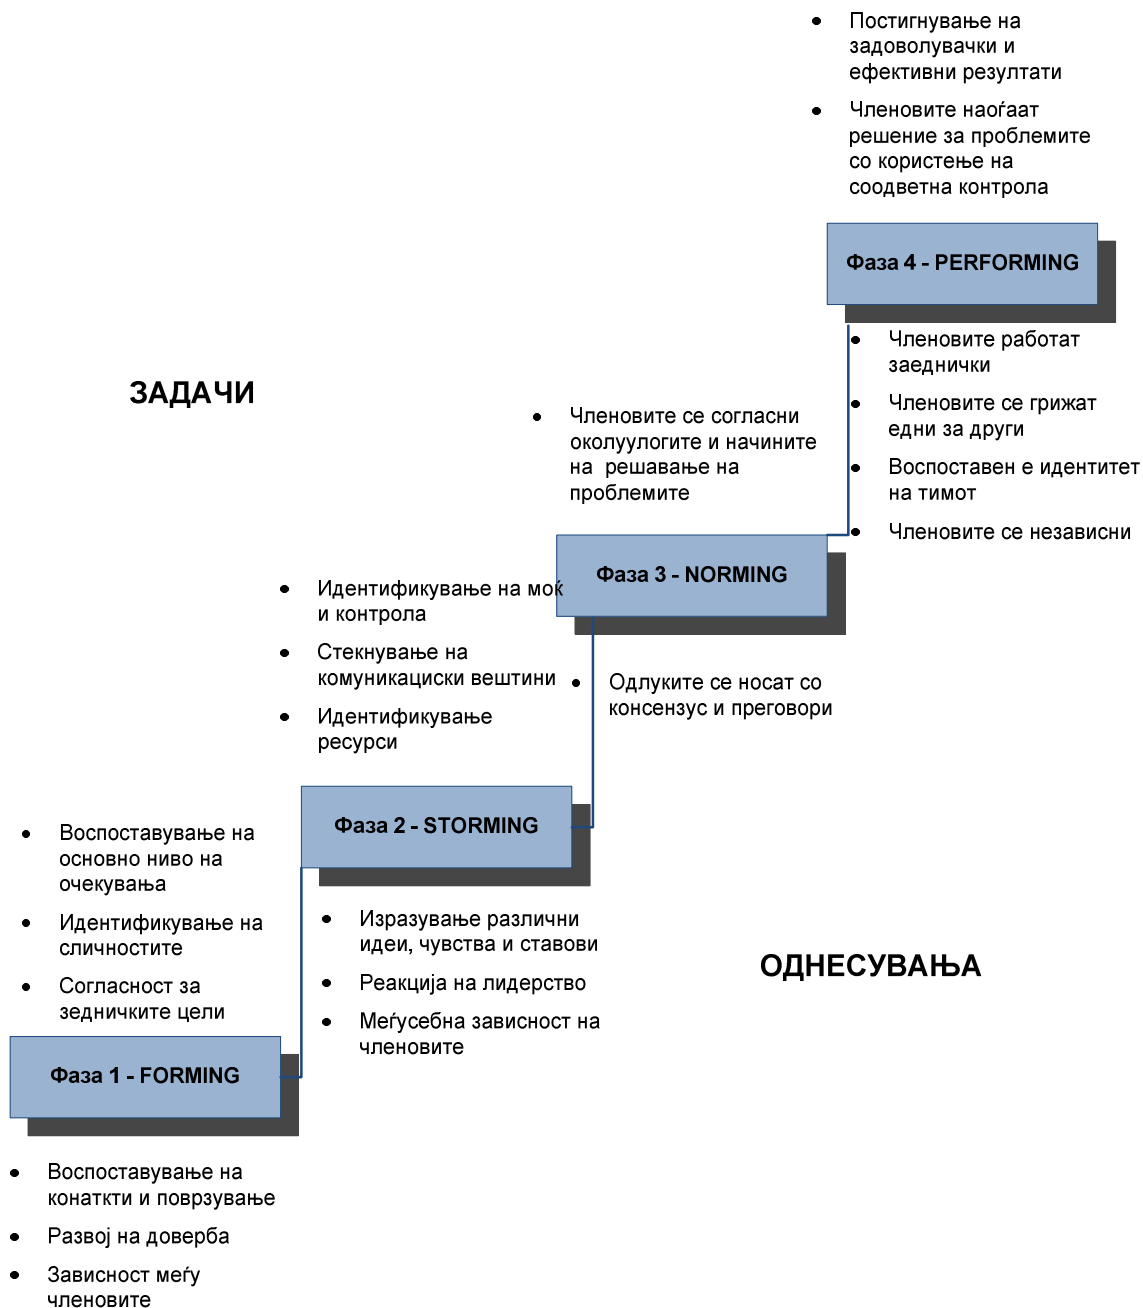 Постигнување на
задоволувачки и
ефективни резултати
Членовите наоѓаат
решение за проблемите
со користење на
соодветна контрола
Фаза 4 - PERFORMING
Членовите работат
заеднички
Членовите се грижат
едни за други
Воспоставен е идентитет
на тимот
Членовите се независни
ЗАДАЧИ
Членовите се согласни
околуулогите и начините
на решавање на
проблемите
Фаза 3 - NORMING
Одлуките се носат со
консензус и преговори
Идентификување на моќ
и контрола
Стекнување на
комуникациски вештини
Идентификување
ресурси
Фаза 2 - STORMING
Изразување различни
идеи, чувства и ставови
Реакција на лидерство
Меѓусебна зависност на
членовите
ОДНЕСУВАЊА
Воспоставување на
основно ниво на
очекувања
Идентификување на
сличностите
Согласност за
зедничките цели
Фаза 1 - FORMING
Воспоставување на
конаткти и поврзување
Развој на доверба
Зависност меѓу
членовите